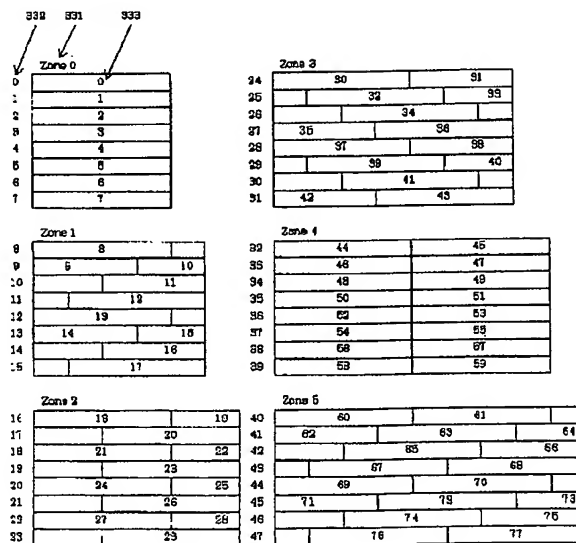 332 331 333
Zone 0
0 0
1 1
2 2
3 3
4 4
5 5
6 6
7 7
Zone 1
8 8
9 9 10
10 11
11 12
12 13
13 14 15
14 16
15 17
Zone 2
16 18 19
17 20
18 21 22
19 23
20 24 25
21 26
22 27 28
23 29
Zone 3
24 30 31
25 32 33
26 34
27 35 36
28 37 38
29 39 40
30 41
31 42 43
Zone 4
32 44 45
33 46 47
34 48 49
35 50 51
36 52 53
37 54 55
38 56 57
39 58 59
Zone 5
40 60 61
41 62 63 64
42 65 66
43 67 68
44 69 70
45 71 72 73
46 74 75
47 76 77